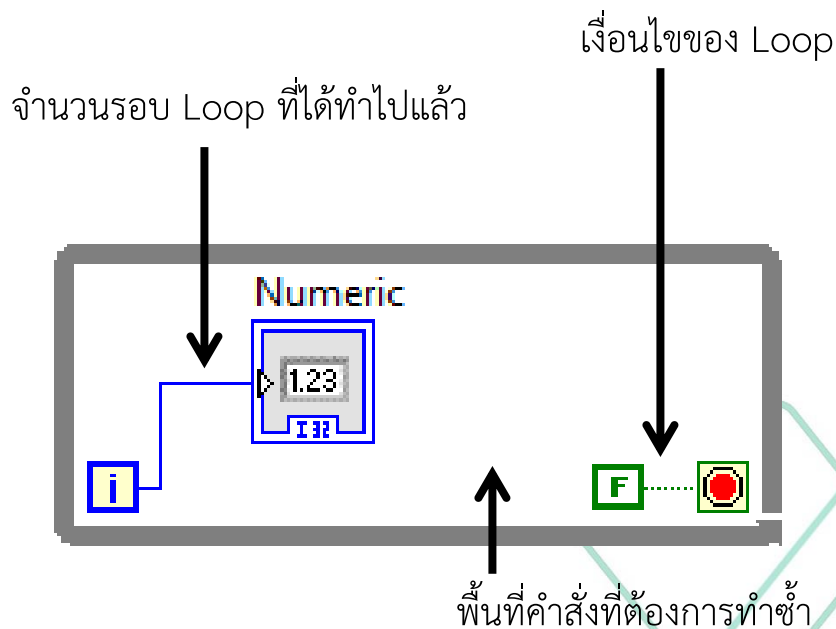 เงื่อนไขของ Loop
จำนวนรอบ Loop ที่ได้ทำไปแล้ว
Numeric
1.23
I32
i
F
พื้นที่คำสั่งที่ต้องการทำซ้ำ